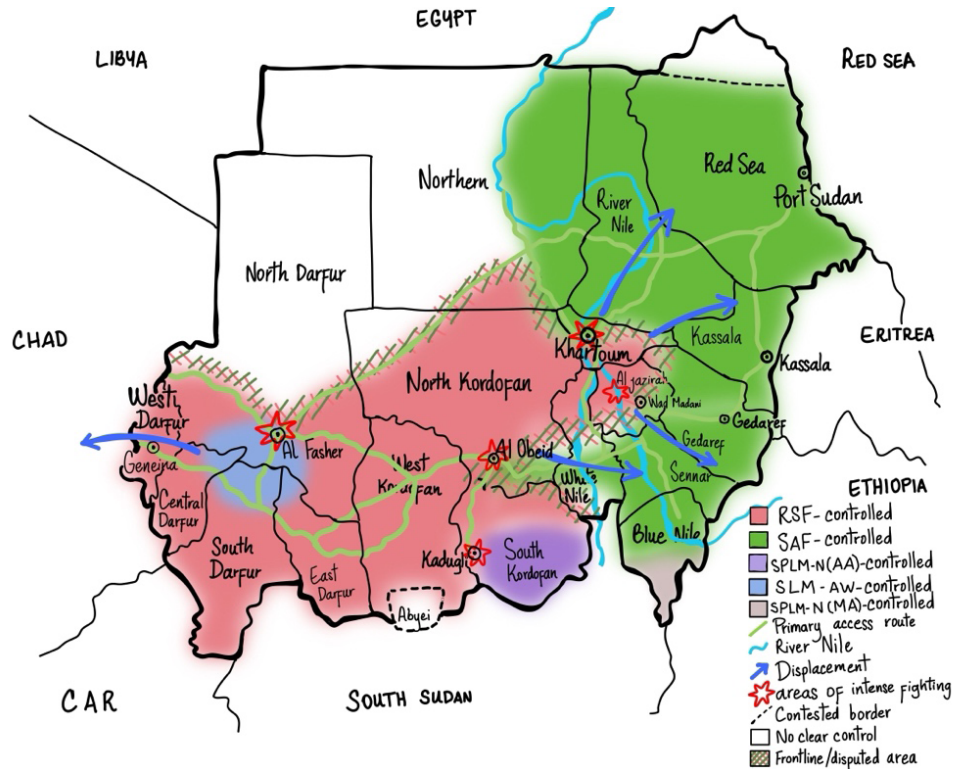 EGYPT
LIBYA
RED SEA
Northern
Red Sea
Port Sudan
River
Nile
North Darfur
CHAD
ERITREA
Khartoum
Kassala
Kassala
North Kordofan
Al jazirah
Wad Madani
West
Darfur
Gedaref
Gedaref
Al Fasher
Al Obeid
Geneina
West
Kordofan
Sennar
White
Nile
ETHIOPIA
Central
Darfur
Blue Nile
South
Darfur
Kadugli
South
Kordofan
East
Darfur
Abyei
CAR
SOUTH SUDAN
RSF-controlled
SAF-controlled
SPLM-N(AA)-controlled
SLM-AW-controlled
SPLM-N(MA)-controlled
Primary access route
River Nile
Displacement
areas of intense fighting
Contested border
No clear control
Frontline/disputed area